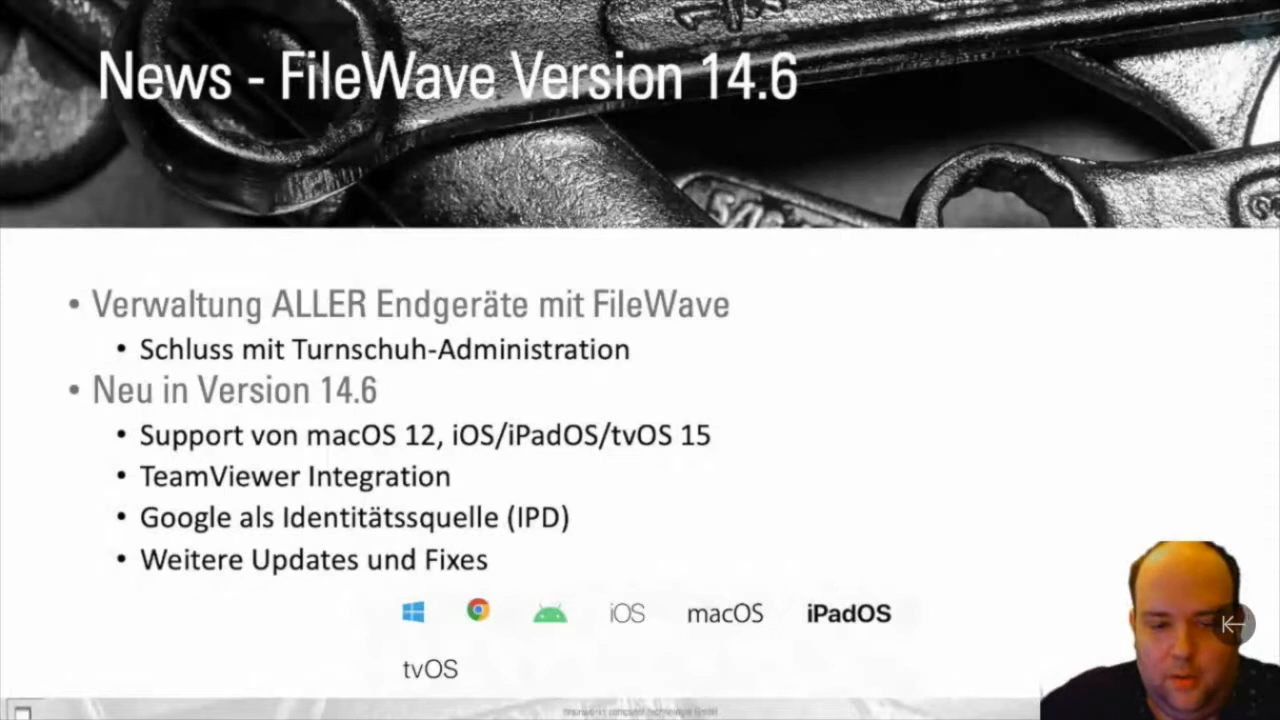 News - FileWave Version 14.6
• Verwaltung ALLER Endgeräte mit FileWave
• Schluss mit Turnschuh-Administration
• Neu in Version 14.6
• Support von macOS 12, iOS/iPadOS/tvOS 15
• TeamViewer Integration
• Google als Identitätssquelle (IPD)
• Weitere Updates und Fixes
iOS macOS iPadOS
tvOS